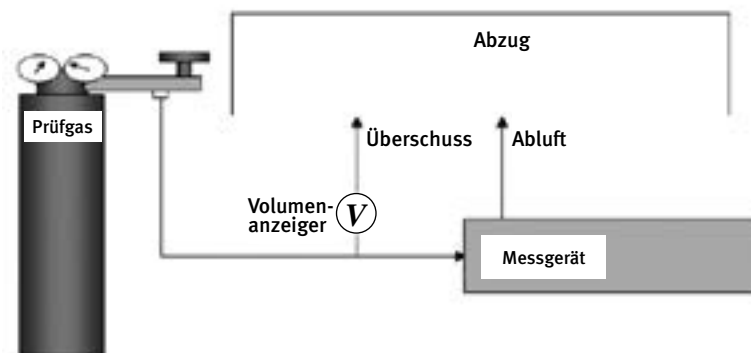 Abzug
Prüfgas
Überschuss
Abluft
Volumen-
anzeiger
V
Messgerät